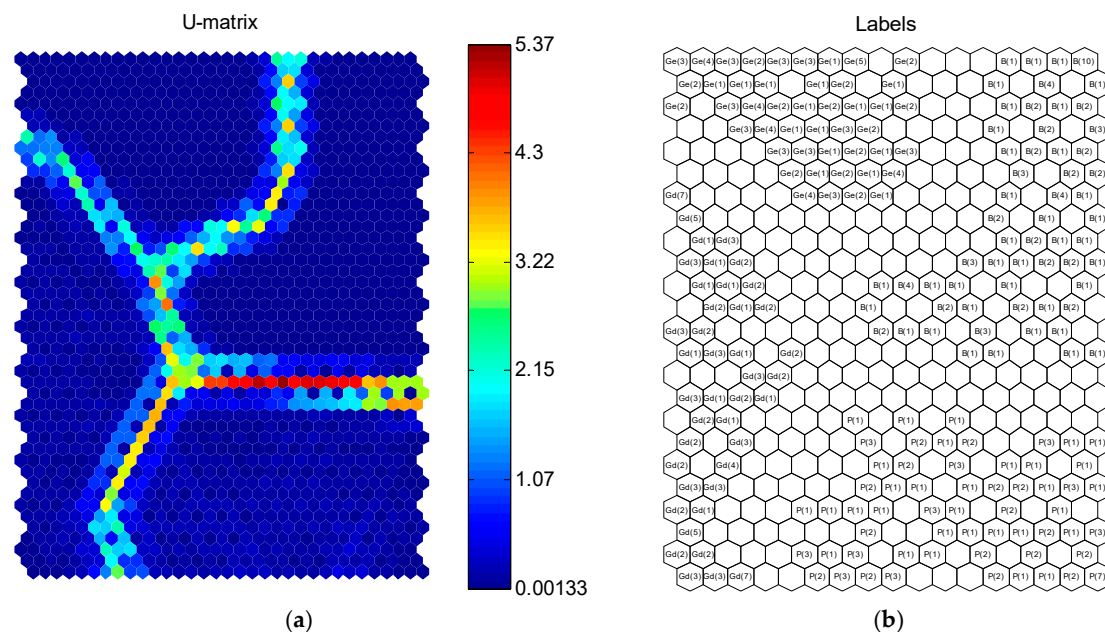 U-matrix
Labels
5.37
4.3
3.22
2.15
1.07
0.00133
Ge(3) Ge(4) Ge(3) Ge(2) Ge(3) Ge(3) Ge(1) Ge(5) Ge(2) B(1) B(1) B(1) B(10)
Ge(2) Ge(1) Ge(1) Ge(1) Ge(1) Ge(2) Ge(1) B(1) B(4) B(1)
Ge(2) Ge(3) Ge(4) Ge(2) Ge(1) Ge(1) Ge(1) Ge(2) B(1) B(2) B(2) B(1)
Ge(3) Ge(4) Ge(1) Ge(1) Ge(3) Ge(2) B(1) B(2) B(3)
Ge(3) Ge(3) Ge(1) Ge(2) Ge(1) Ge(3) B(1) B(2) B(1) B(2)
Ge(2) Ge(1) Ge(2) Ge(1) Ge(4) B(3) B(2) B(2)
Gd(7) Ge(4) Ge(3) Ge(2) Ge(1) B(1) B(4) B(1)
Gd(5) B(2) B(1) B(1)
Gd(1) Gd(3) B(1) B(2) B(1) B(2)
Gd(3) Gd(1) Gd(2) B(3) B(1) B(1) B(2) B(2) B(1)
Gd(1) Gd(1) Gd(2) B(1) B(4) B(1) B(1) B(1)
Gd(2) Gd(1) Gd(2) B(1) B(2) B(1) B(2) B(1) B(2)
Gd(3) Gd(2) B(2) B(1) B(1) B(3) B(1) B(1)
Gd(1) Gd(3) Gd(1) Gd(2) B(1) B(1) B(1) B(1)
Gd(3) Gd(2)
Gd(3) Gd(1) Gd(2) Gd(1)
Gd(2) Gd(1) P(1) P(1) P(1)
Gd(2) Gd(3) P(3) P(2) P(1) P(2) P(3) P(1) P(1)
Gd(2) Gd(4) P(1) P(2) P(3) P(1) P(1) P(1)
Gd(3) Gd(3) P(2) P(1) P(1) P(1) P(2) P(2) P(1) P(3) P(1)
Gd(2) Gd(1) P(1) P(1) P(1) P(1) P(3) P(1) P(2) P(1)
Gd(5) P(2) P(1) P(1) P(1) P(2) P(1) P(3)
Gd(2) Gd(2) P(3) P(1) P(3) P(1) P(1) P(2) P(2) P(2)
Gd(3) Gd(3) Gd(7) P(2) P(3) P(2) P(3) P(2) P(1) P(1) P(2) P(7)
(a)
(b)